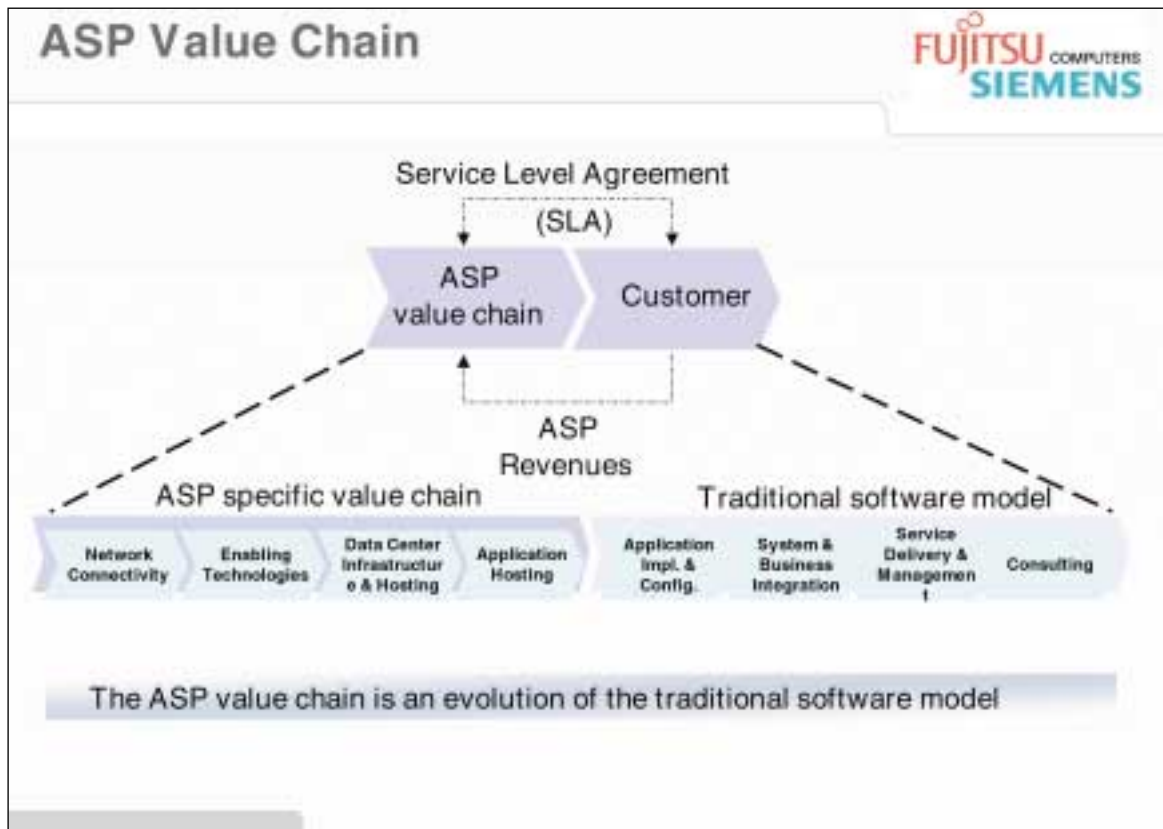 ASP Value Chain
FUJITSU COMPUTERS
SIEMENS
Service Level Agreement
(SLA)
ASP
value chain
Customer
ASP
Revenues
ASP specific value chain
Traditional software model
Network
Connectivity
Enabling
Technologies
Data Center
Infrastructur
e & Hosting
Application
Hosting
Application
Impl. &
Config.
System &
Business
Integration
Service
Delivery &
Managemen
t
Consulting
The ASP value chain is an evolution of the traditional software model